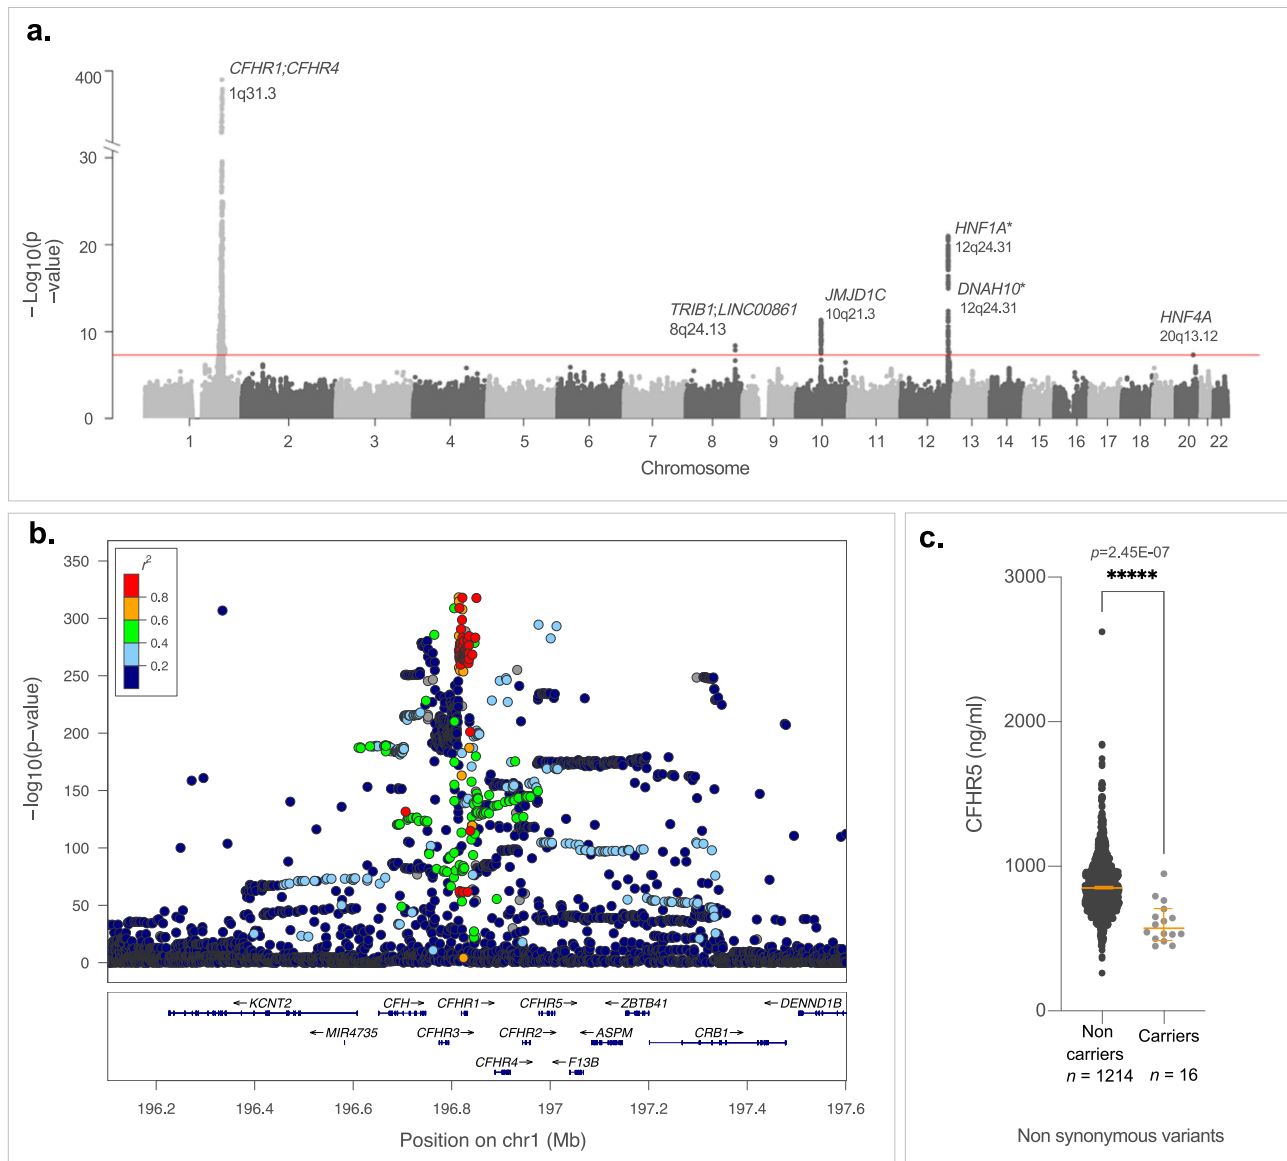 a.
CFHR1;CFHR4
1q31.3
400
30
20
10
0
−Log10(p
−value)
TRIB1;LINC00861
8q24.13
JMJD1C
10q21.3
HNF1A*
12q24.31
DNAH10*
12q24.31
HNF4A
20q13.12
1 2 3 4 5 6 7 8 9 10 11 12 13 14 15 16 17 18 19 20 22
Chromosome
b.
r²
0.8
0.6
0.4
0.2
350
300
250
200
150
100
50
0
−log10(p−value)
←KCNT2 CFH→ CFHR1→ CFHR5→ →ZBTB41 ←DENND1B
←MIR4735 CFHR3→ CFHR2→ ←ASPM CRB1→
CFHR4→ ←F13B
196.2 196.4 196.6 196.8 197 197.2 197.4 197.6
Position on chr1 (Mb)
c.
p=2.45E-07
*****
3000
2000
1000
0
CFHR5 (ng/ml)
Non
carriers
n = 1214
Carriers
n = 16
Non synonymous variants